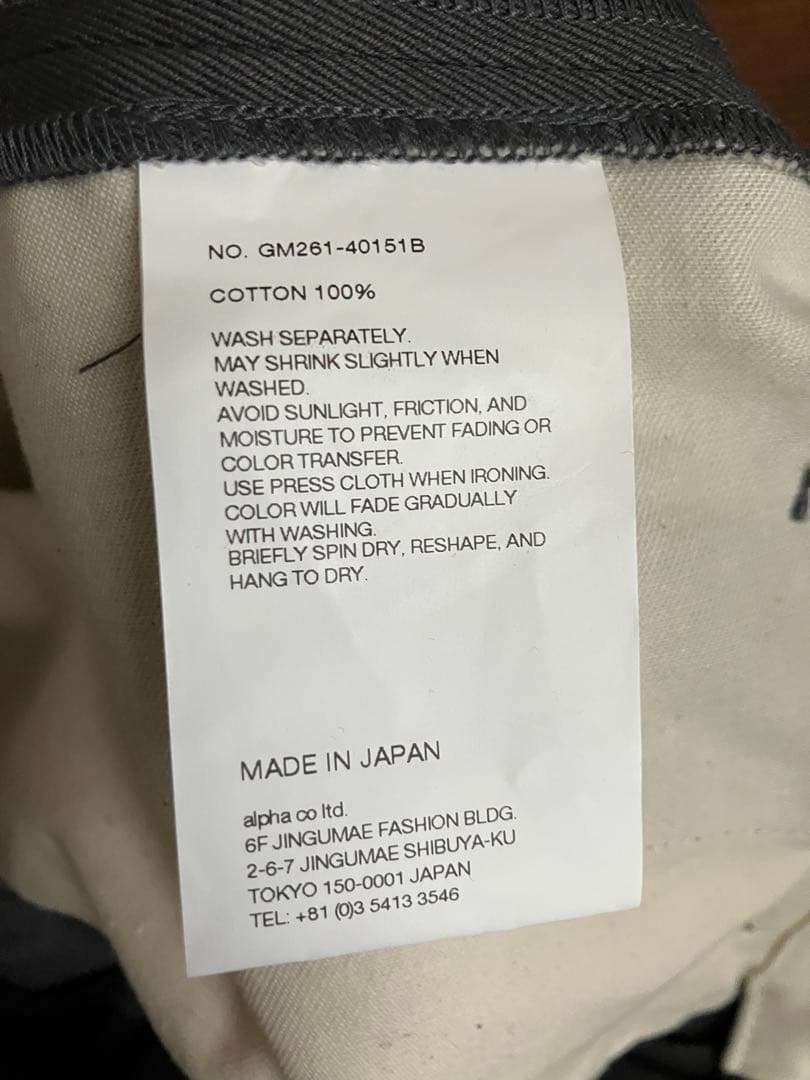 NO. GM261-40151B
COTTON 100%
WASH SEPARATELY.
MAY SHRINK SLIGHTLY WHEN
WASHED.
AVOID SUNLIGHT, FRICTION, AND
MOISTURE TO PREVENT FADING OR
COLOR TRANSFER.
USE PRESS CLOTH WHEN IRONING.
COLOR WILL FADE GRADUALLY
WITH WASHING.
BRIEFLY SPIN DRY, RESHAPE, AND
HANG TO DRY.
MADE IN JAPAN
alpha co ltd.
6F JINGUMAE FASHION BLDG.
2-6-7 JINGUMAE SHIBUYA-KU
TOKYO 150-0001 JAPAN
TEL: +81 (0)3 5413 3546